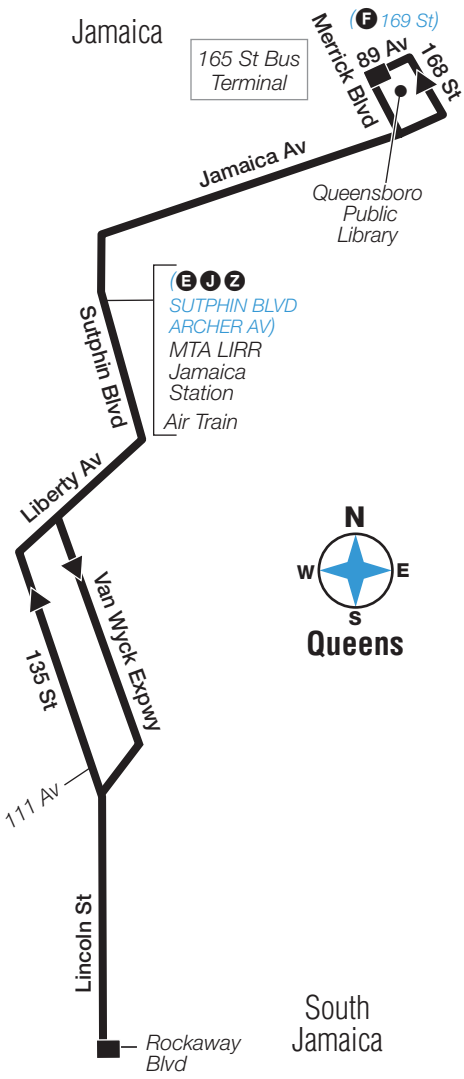 Jamaica
(F 169 St)
165 St Bus
Terminal
Merrick Blvd
89 Av
168 St
Jamaica Av
Queensboro
Public
Library
(E J Z
SUTPHIN BLVD
ARCHER AV)
MTA LIRR
Jamaica
Station
Air Train
Sutphin Blvd
Liberty Av
N
W
E
S
Queens
Van Wyck Expwy
135 St
111 Av
Lincoln St
South
Jamaica
Rockaway
Blvd